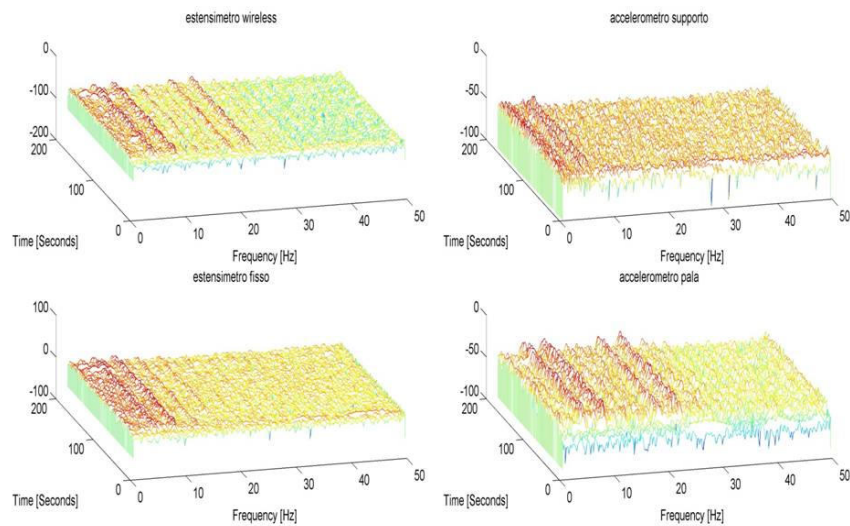 estensimetro wireless
0
-100
-200
200
100
0
Time [Seconds]
0 10 20 30 40 50
Frequency [Hz]
accelerometro supporto
0
-50
-100
200
100
0
Time [Seconds]
0 10 20 30 40 50
Frequency [Hz]
estensimetro fisso
100
0
-100
200
100
0
Time [Seconds]
0 10 20 30 40 50
Frequency [Hz]
accelerometro pala
0
-50
-100
200
100
0
Time [Seconds]
0 10 20 30 40 50
Frequency [Hz]